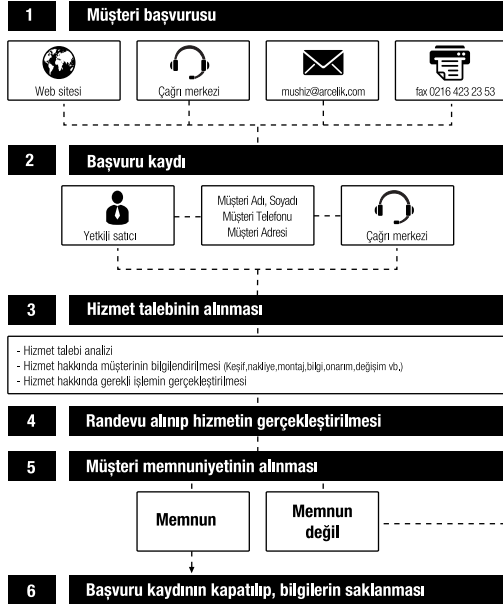 1 Müşteri başvurusu
Web sitesi
Çağrı merkezi
mushiz@arcelik.com
fax 0216 423 23 53
2 Başvuru kaydı
Yetkili satıcı
Müşteri Adı, Soyadı
Müşteri Telefonu
Müşteri Adresi
Çağrı merkezi
3 Hizmet talebinin alınması
- Hizmet talebi analizi
- Hizmet hakkında müşterinin bilgilendirilmesi (Keşif,nakliye,montaj,bilgi,onarım,değişim vb.)
- Hizmet hakkında gerekli işlemin gerçekleştirilmesi
4 Randevu alınıp hizmetin gerçekleştirilmesi
5 Müşteri memnuniyetinin alınması
Memnun
Memnun
değil
6 Başvuru kaydının kapatılıp, bilgilerin saklanması